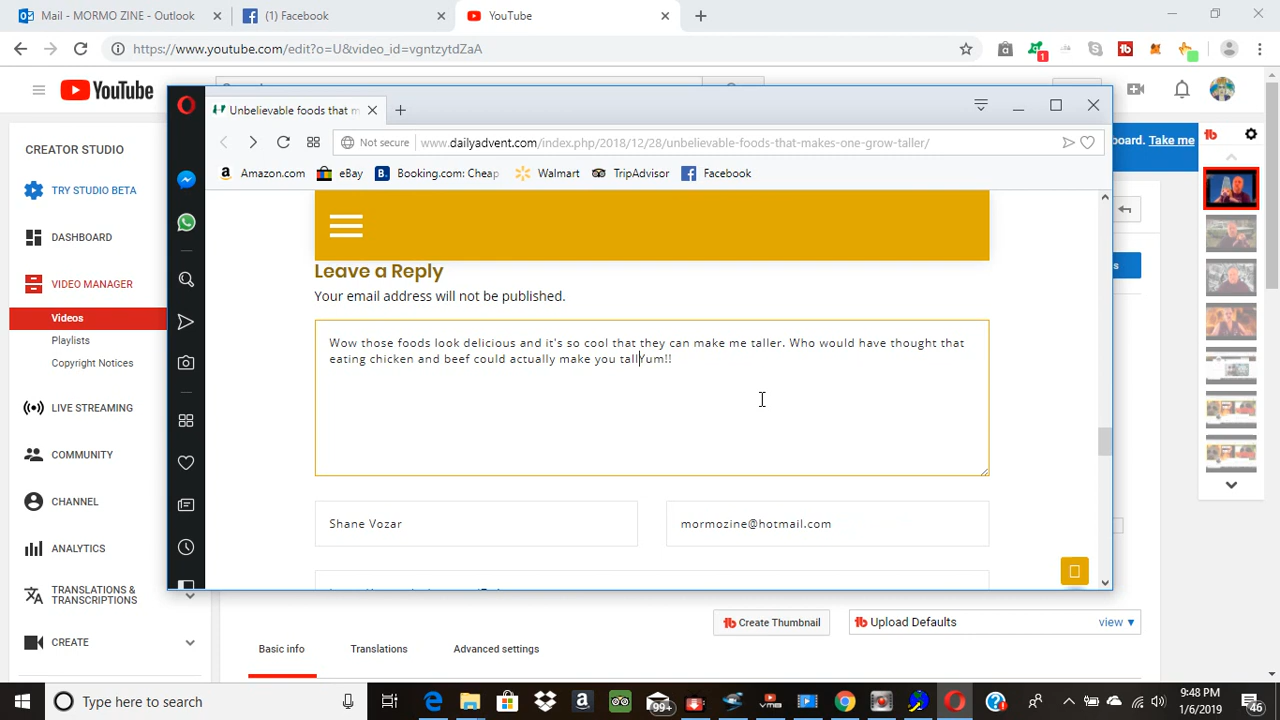 Mail - MORMO ZINE - Outlook
(1) Facebook
YouTube
https://www.youtube.com/edit?o=U&video_id=vgntzytdZaA
1
YouTube
CREATOR STUDIO
TRY STUDIO BETA
DASHBOARD
VIDEO MANAGER
Videos
Playlists
Copyright Notices
LIVE STREAMING
COMMUNITY
CHANNEL
ANALYTICS
TRANSLATIONS &
TRANSCRIPTIONS
CREATE
Unbelievable foods that m
Not secure
.dailyadvent.com/index.php/2018/12/28/unbelievable-foods-that-makes-one-grow-taller/
Amazon.com
eBay
Booking.com: Cheap
Walmart
TripAdvisor
Facebook
Leave a Reply
Your email address will not be published.
Wow those foods look delicious and it's so cool that they can make me taller. Who would have thought that
eating chicken and beef could actually make you tallYum!!
Shane Vozar
mormozine@hotmail.com
board. Take me
s
Create Thumbnail
Upload Defaults
view
Basic info
Translations
Advanced settings
Type here to search
99+
9:48 PM
1/6/2019
46